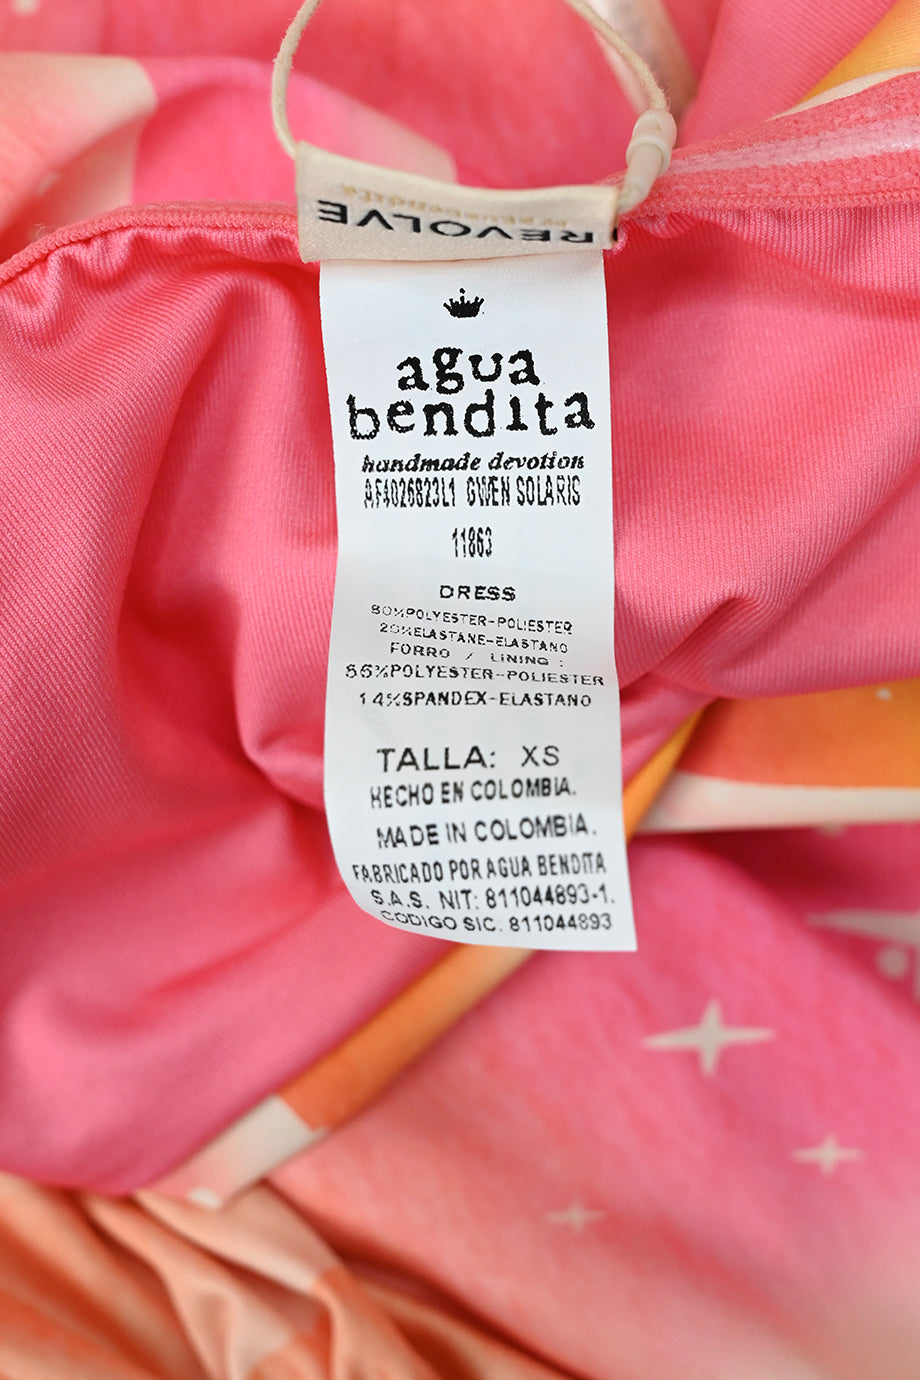 REVOLVE
agua
bendita
handmade devotion
AF4026823L1 GWEN SOLARIS
11863
DRESS
80%POLYESTER-POLIESTER
20%ELASTANE-ELASTANO
FORRO / LINING :
86%POLYESTER-POLIESTER
14%SPANDEX-ELASTANO
TALLA: XS
HECHO EN COLOMBIA.
MADE IN COLOMBIA.
FABRICADO POR AGUA BENDITA
S.A.S. NIT: 811044893-1.
CODIGO SIC: 811044893